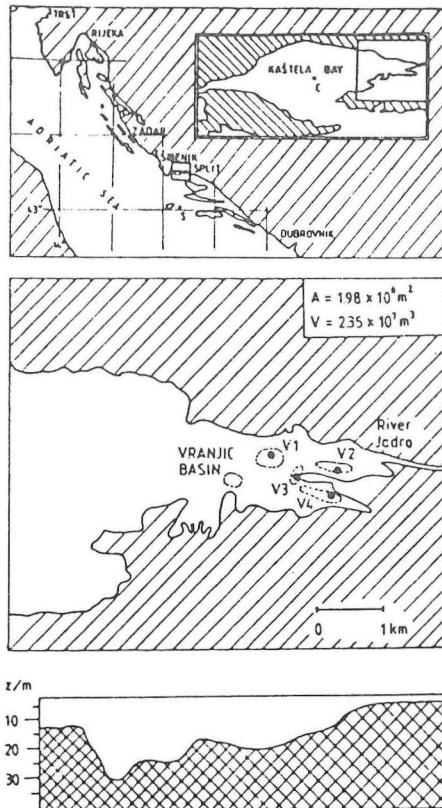 TRST
RIJEKA
ZADAR
ŠIBENIK
SPLIT
DUBROVNIK
ADRIATIC SEA
43°
S
KAŠTELA BAY
C
A = 1.98 x 10⁶ m²
V = 2.35 x 10⁷ m³
River
Jadro
VRANJIC
BASIN
V1
V2
V3
V4
0 1 km
z/m
10
20
30